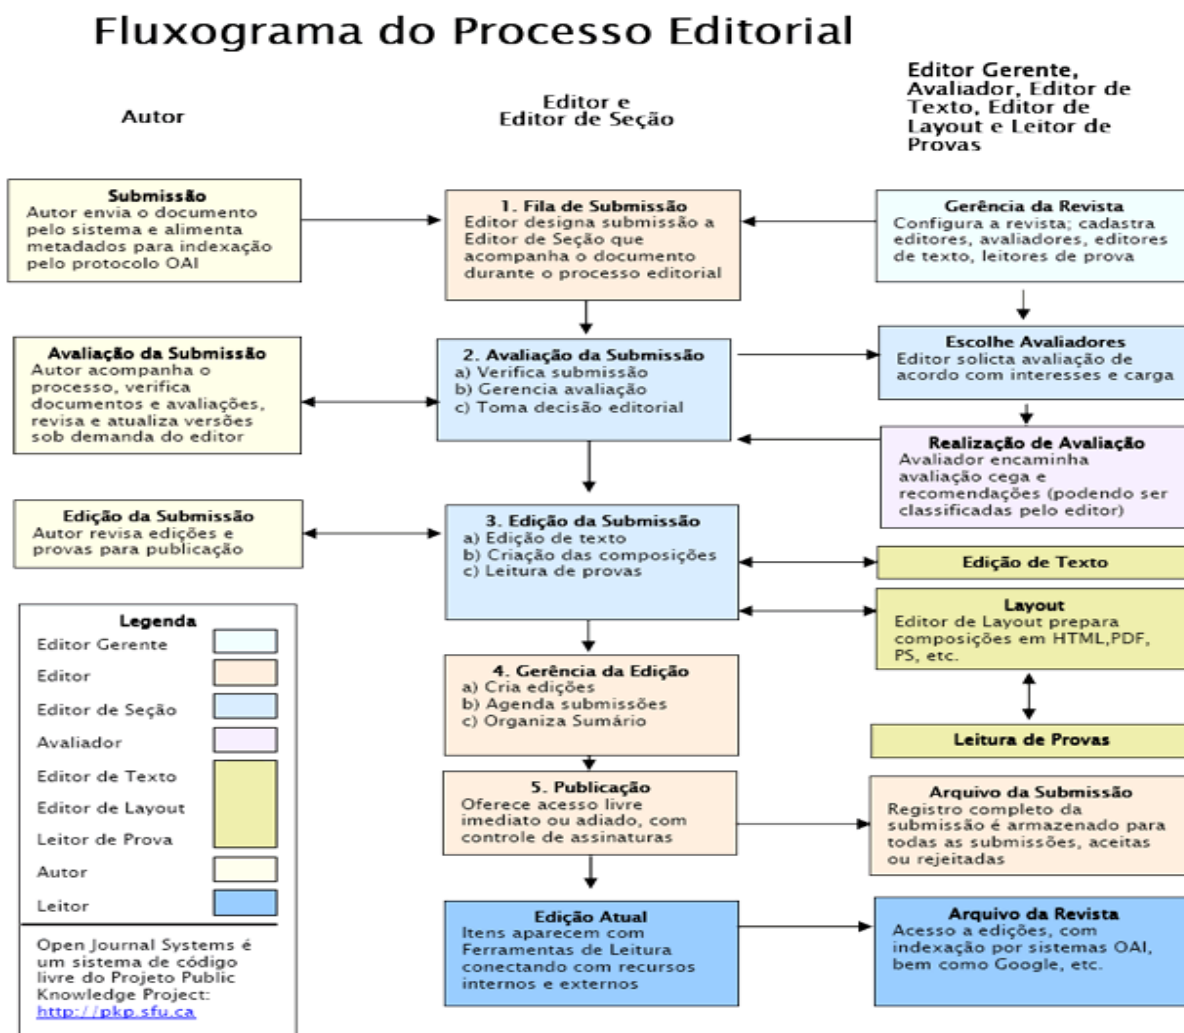 Fluxograma do Processo Editorial
Autor
Editor e
Editor de Seção
Editor Gerente,
Avaliador, Editor de
Texto, Editor de
Layout e Leitor de
Provas
Submissão
Autor envia o documento
pelo sistema e alimenta
metadados para indexação
pelo protocolo OAI
1. Fila de Submissão
Editor designa submissão a
Editor de Seção que
acompanha o documento
durante o processo editorial
Gerência da Revista
Configura a revista; cadastra
editores, avaliadores, editores
de texto, leitores de prova
Avaliação da Submissão
Autor acompanha o
processo, verifica
documentos e avaliações,
revisa e atualiza versões
sob demanda do editor
2. Avaliação da Submissão
a) Verifica submissão
b) Gerencia avaliação
c) Toma decisão editorial
Escolhe Avaliadores
Editor solicta avaliação de
acordo com interesses e carga
Realização de Avaliação
Avaliador encaminha
avaliação cega e
recomendações (podendo ser
classificadas pelo editor)
Edição da Submissão
Autor revisa edições e
provas para publicação
3. Edição da Submissão
a) Edição de texto
b) Criação das composições
c) Leitura de provas
Edição de Texto
Layout
Editor de Layout prepara
composições em HTML,PDF,
PS, etc.
Leitura de Provas
4. Gerência da Edição
a) Cria edições
b) Agenda submissões
c) Organiza Sumário
5. Publicação
Oferece acesso livre
imediato ou adiado, com
controle de assinaturas
Arquivo da Submissão
Registro completo da
submissão é armazenado para
todas as submissões, aceitas
ou rejeitadas
Edição Atual
Itens aparecem com
Ferramentas de Leitura
conectando com recursos
internos e externos
Arquivo da Revista
Acesso a edições, com
indexação por sistemas OAI,
bem como Google, etc.
Legenda
Editor Gerente
Editor
Editor de Seção
Avaliador
Editor de Texto
Editor de Layout
Leitor de Prova
Autor
Leitor
Open Journal Systems é
um sistema de código
livre do Projeto Public
Knowledge Project:
http://pkp.sfu.ca